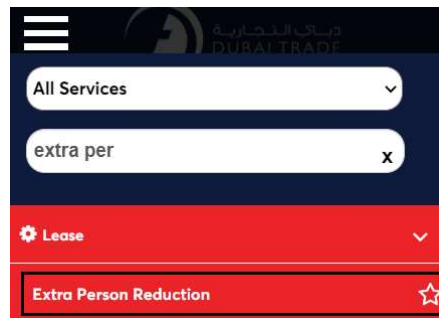 دبي التجارية
DUBAI TRADE
All Services
extra per
x
Lease
Extra Person Reduction